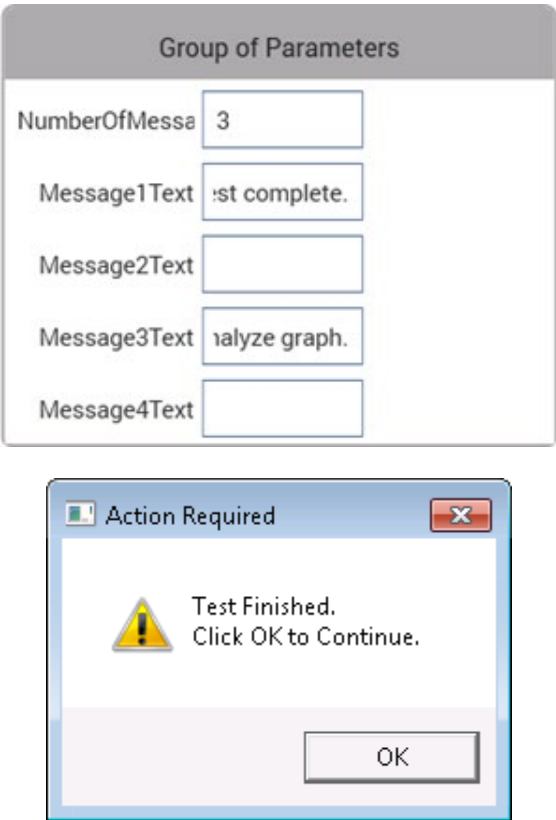 Group of Parameters
NumberOfMessa 3
Message1Text st complete.
Message2Text
Message3Text alyze graph.
Message4Text
Action Required
Test Finished.
Click OK to Continue.
OK